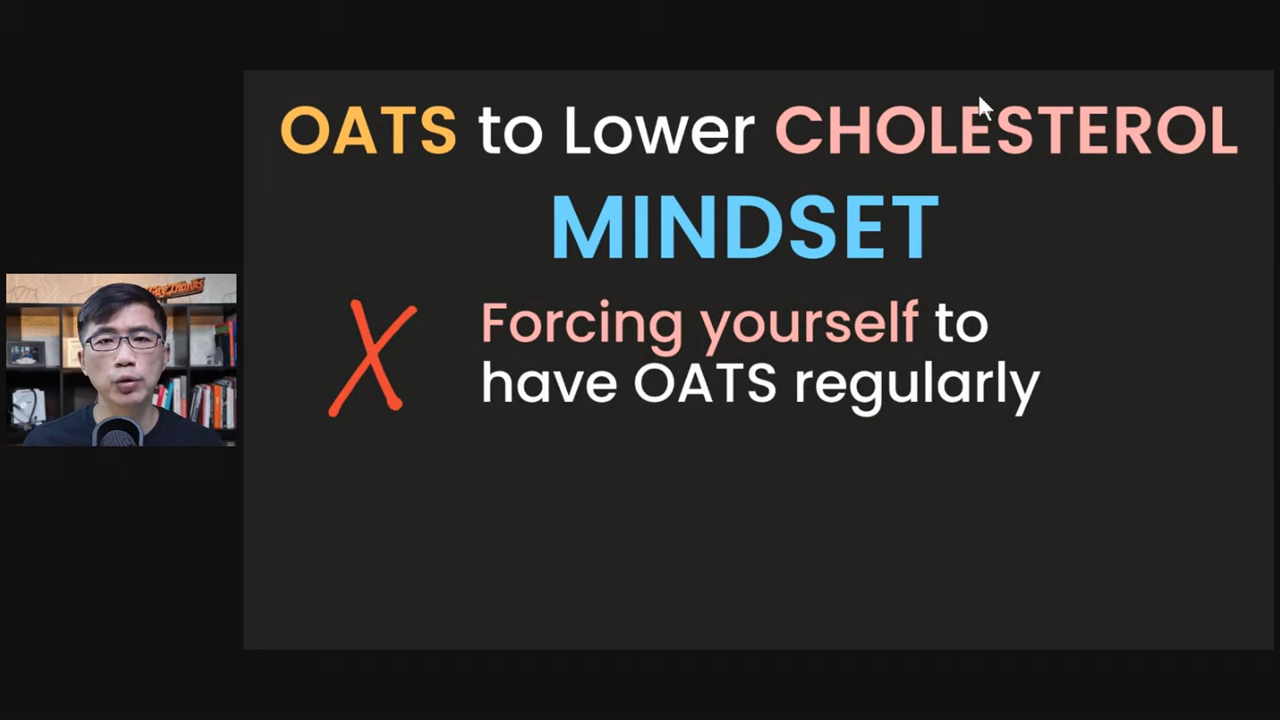 OATS to Lower CHOLESTEROL
MINDSET
Forcing yourself to
have OATS regularly